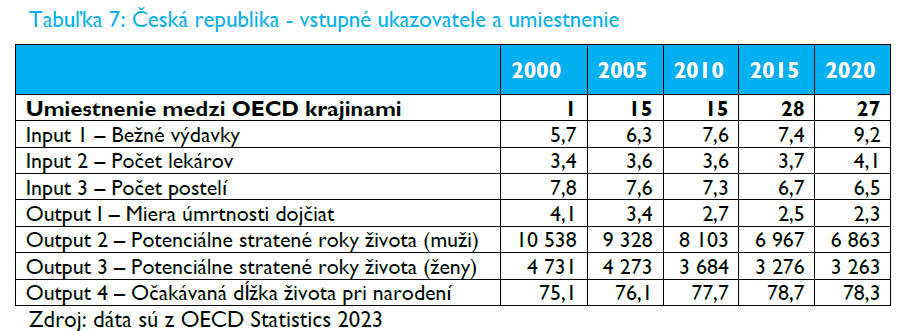 Tabuľka 7: Česká republika - vstupné ukazovatele a umiestnenie
2000 2005 2010 2015 2020
Umiestnenie medzi OECD krajinami 1 15 15 28 27
Input 1 – Bežné výdavky 5,7 6,3 7,6 7,4 9,2
Input 2 – Počet lekárov 3,4 3,6 3,6 3,7 4,1
Input 3 – Počet postelí 7,8 7,6 7,3 6,7 6,5
Output I – Miera úmrtnosti dojčiat 4,1 3,4 2,7 2,5 2,3
Output 2 – Potenciálne stratené roky života (muži) 10 538 9 328 8 103 6 967 6 863
Output 3 – Potenciálne stratené roky života (ženy) 4 731 4 273 3 684 3 276 3 263
Output 4 – Očakávaná dĺžka života pri narodení 75,1 76,1 77,7 78,7 78,3
Zdroj: dáta sú z OECD Statistics 2023